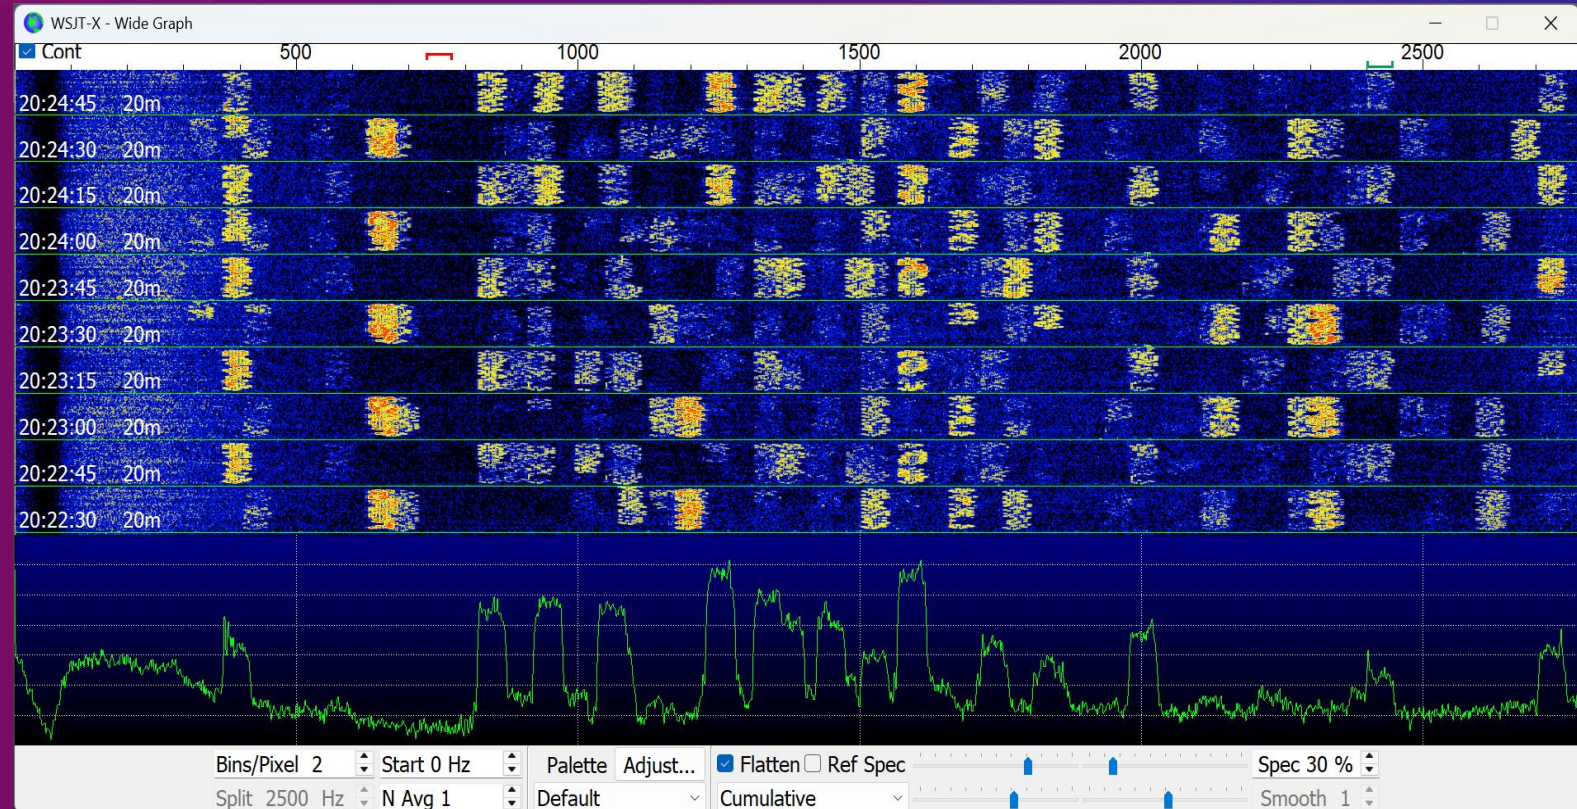 WSJT-X - Wide Graph
Cont 500 1000 1500 2000 2500
20:24:45 20m
20:24:30 20m
20:24:15 20m
20:24:00 20m
20:23:45 20m
20:23:30 20m
20:23:15 20m
20:23:00 20m
20:22:45 20m
20:22:30 20m
Bins/Pixel 2 Start 0 Hz Palette Adjust... Flatten Ref Spec Spec 30 %
Split 2500 Hz N Avg 1 Default Cumulative Smooth 1